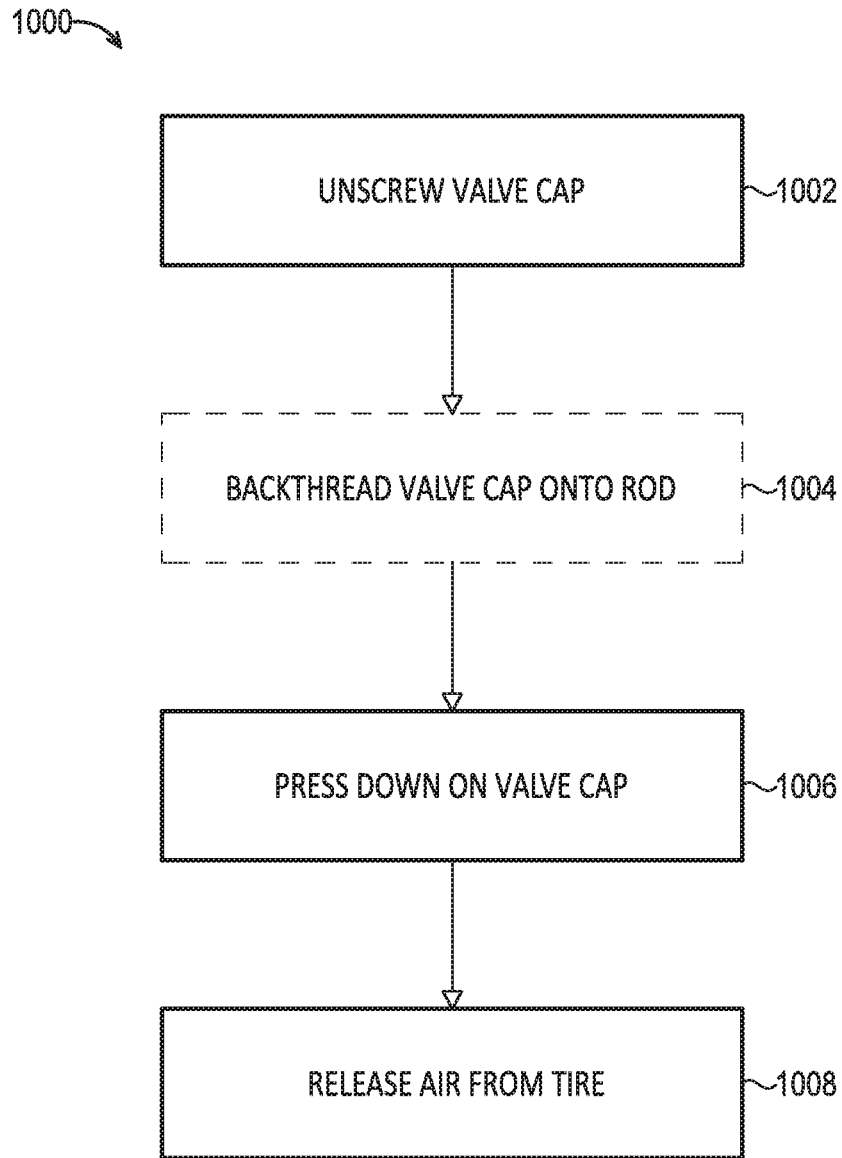 1000
UNSCREW VALVE CAP
1002
BACKTHREAD VALVE CAP ONTO ROD
1004
PRESS DOWN ON VALVE CAP
1006
RELEASE AIR FROM TIRE
1008